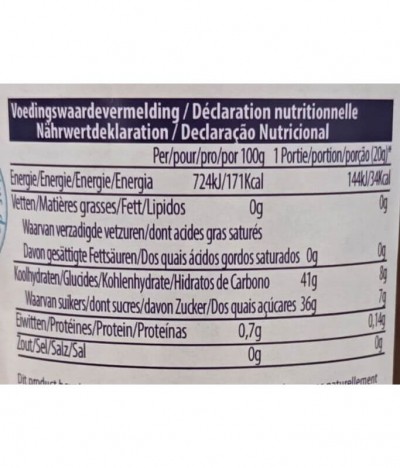 Voedingswaardevermelding / Déclaration nutritionnelle
Nährwertdeklaration / Declaração Nutricional
Per/pour/pro/por 100g 1 Portie/portion/porção (20g)*
Energie/Energie/Energie/Energia 724kJ/171Kcal 144kJ/34Kcal
Vetten/Matières grasses/Fett/Lipidos 0g 0g
Waarvan verzadigde vetzuren/dont acides gras saturés
Davon gesättigte Fettsäuren/Dos quais ácidos gordos saturados 0g 0g
Koolhydraten/Glucides/Kohlenhydrate/Hidratos de Carbono 41g 8g
Waarvan suikers/dont sucres/davon Zucker/Dos quais açúcares 36g 7g
Eiwitten/Protéines/Protein/Proteínas 0,7g 0,14g
Zout/Sel/Salz/Sal 0g 0g
Dit product